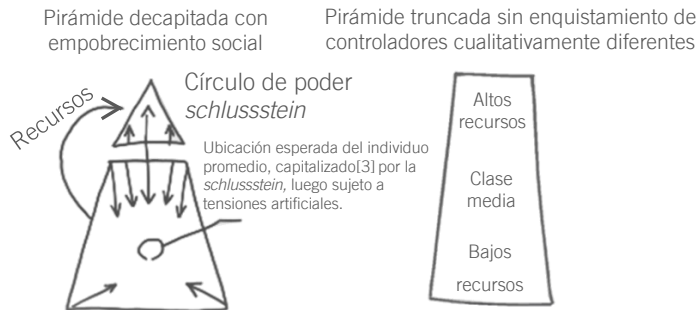 Pirámide decapitada con
empobrecimiento social
Recursos
Círculo de poder
schlussstein
Ubicación esperada del individuo
promedio, capitalizado[3] por la
schlussstein, luego sujeto a
tensiones artificiales.
Pirámide truncada sin enquistamiento de
controladores cualitativamente diferentes
Altos
recursos
Clase
media
Bajos
recursos